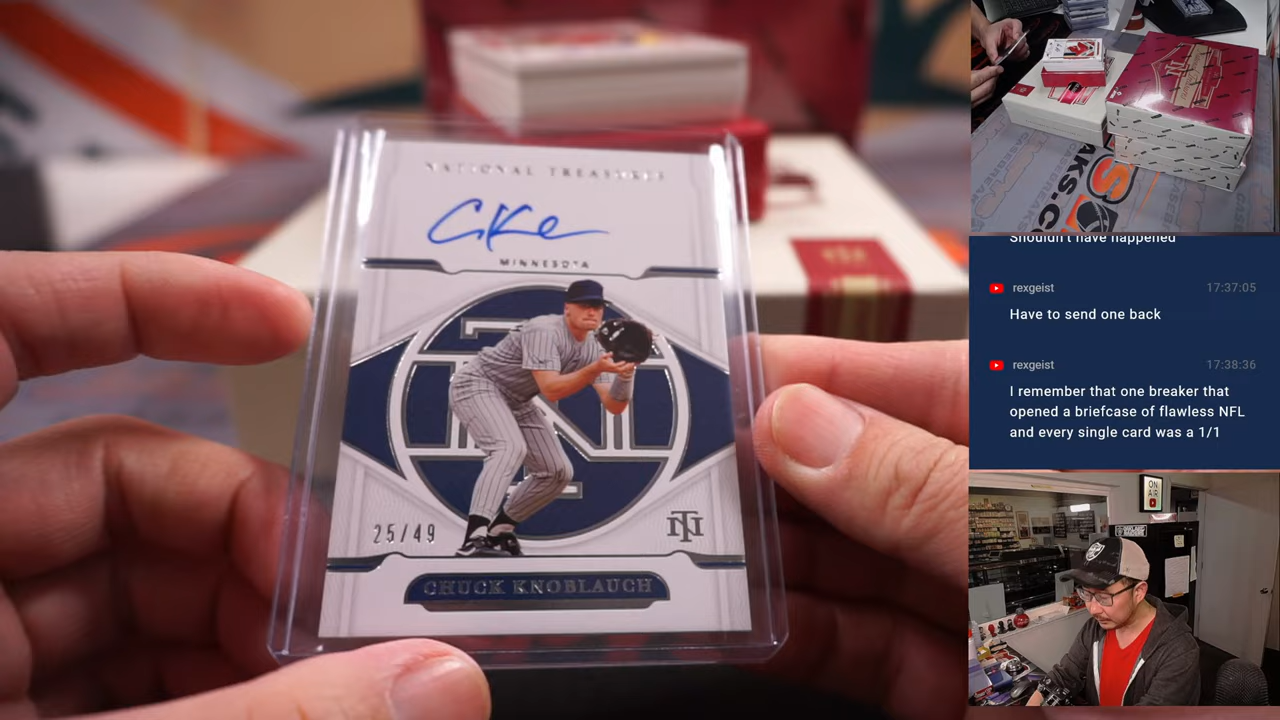 NATIONAL TREASURES
MINNESOTA
25/49
CHUCK KNOBLAUCH
Shouldn't have happened
rexgeist
17:37:05
Have to send one back
rexgeist
17:38:36
I remember that one breaker that
opened a briefcase of flawless NFL
and every single card was a 1/1
ON
AIR